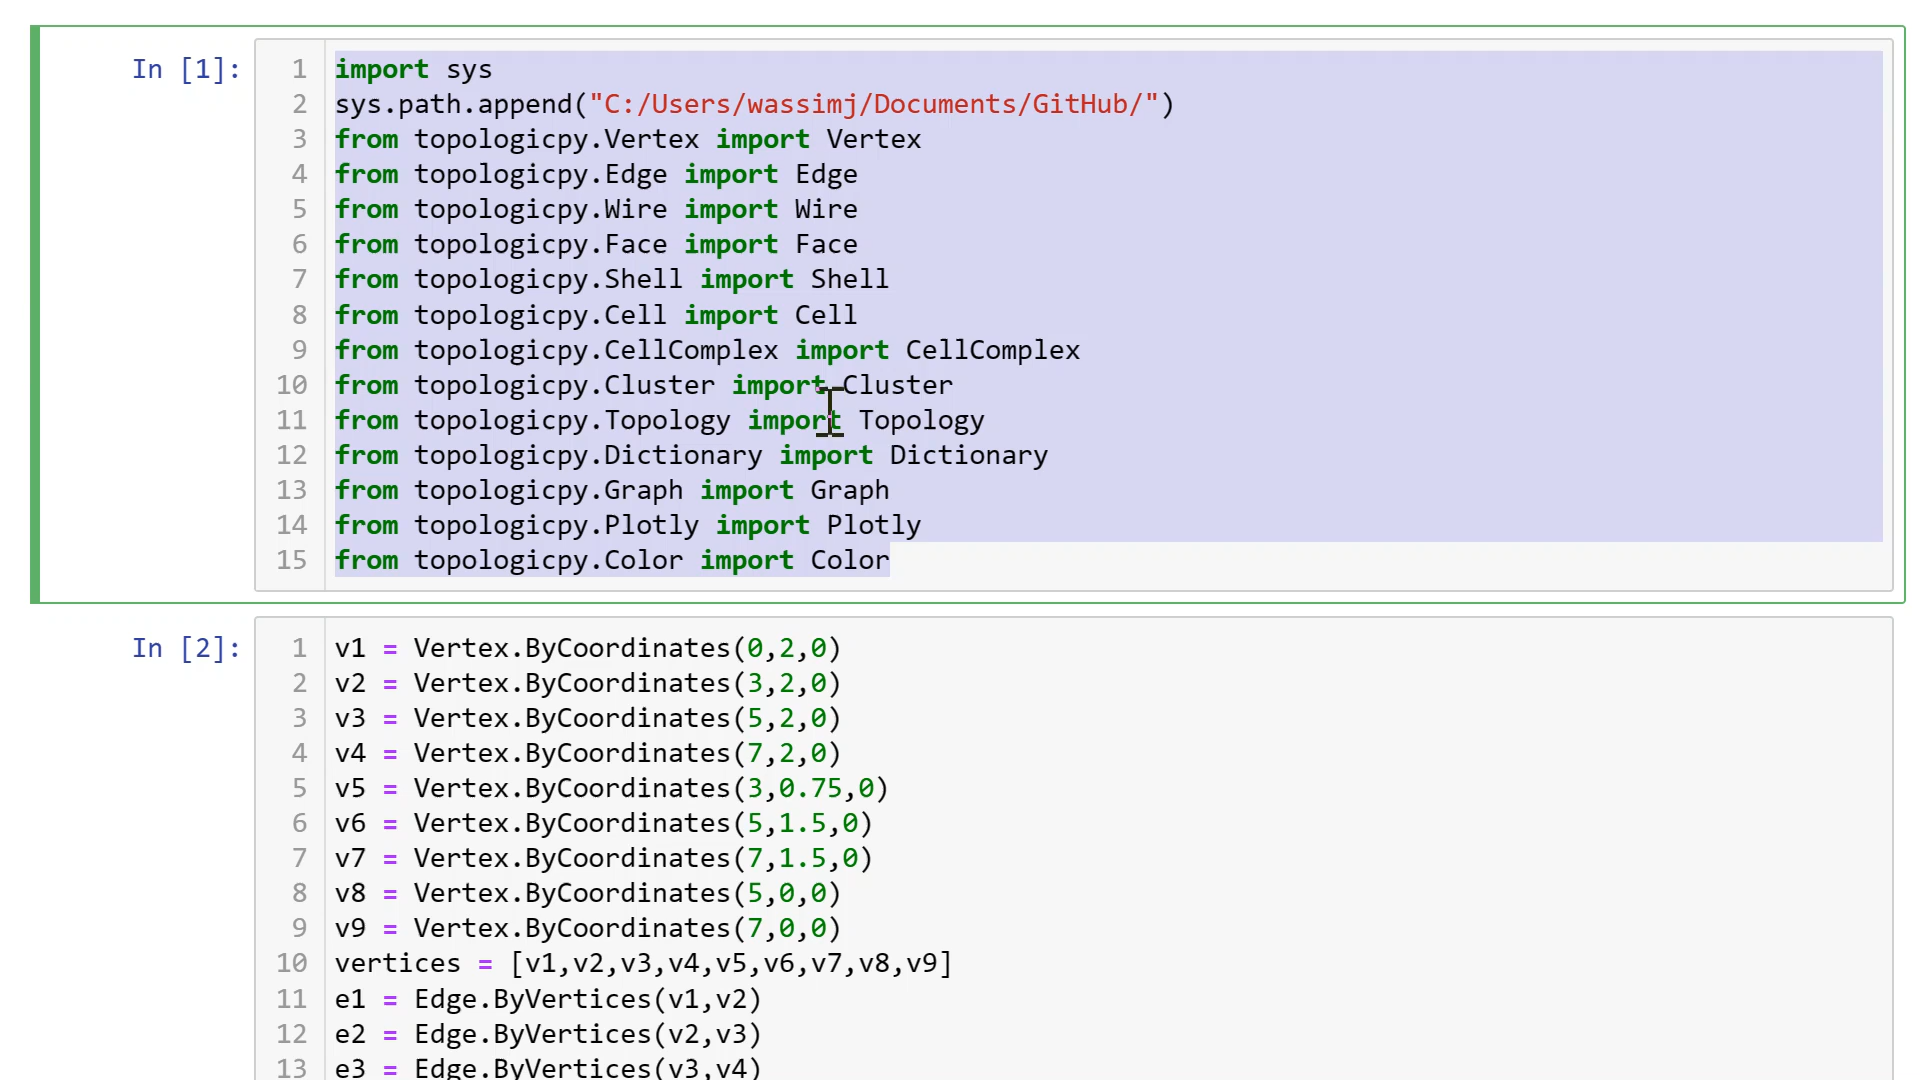 In [1]:
1 import sys
2 sys.path.append("C:/Users/wassimj/Documents/GitHub/")
3 from topologicpy.Vertex import Vertex
4 from topologicpy.Edge import Edge
5 from topologicpy.Wire import Wire
6 from topologicpy.Face import Face
7 from topologicpy.Shell import Shell
8 from topologicpy.Cell import Cell
9 from topologicpy.CellComplex import CellComplex
10 from topologicpy.Cluster import Cluster
11 from topologicpy.Topology import Topology
12 from topologicpy.Dictionary import Dictionary
13 from topologicpy.Graph import Graph
14 from topologicpy.Plotly import Plotly
15 from topologicpy.Color import Color
In [2]:
1 v1 = Vertex.ByCoordinates(0,2,0)
2 v2 = Vertex.ByCoordinates(3,2,0)
3 v3 = Vertex.ByCoordinates(5,2,0)
4 v4 = Vertex.ByCoordinates(7,2,0)
5 v5 = Vertex.ByCoordinates(3,0.75,0)
6 v6 = Vertex.ByCoordinates(5,1.5,0)
7 v7 = Vertex.ByCoordinates(7,1.5,0)
8 v8 = Vertex.ByCoordinates(5,0,0)
9 v9 = Vertex.ByCoordinates(7,0,0)
10 vertices = [v1,v2,v3,v4,v5,v6,v7,v8,v9]
11 e1 = Edge.ByVertices(v1,v2)
12 e2 = Edge.ByVertices(v2,v3)
13 e3 = Edge.ByVertices(v3,v4)